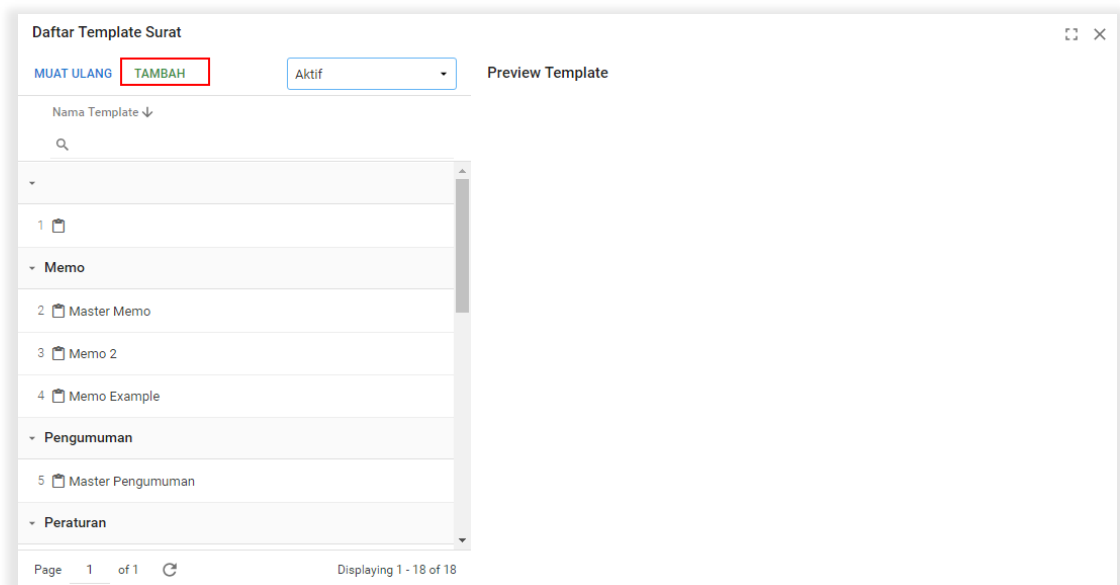 Daftar Template Surat
MUAT ULANG TAMBAH Aktif Preview Template
Nama Template
1
Memo
2 Master Memo
3 Memo 2
4 Memo Example
Pengumuman
5 Master Pengumuman
Peraturan
Page 1 of 1 Displaying 1 - 18 of 18